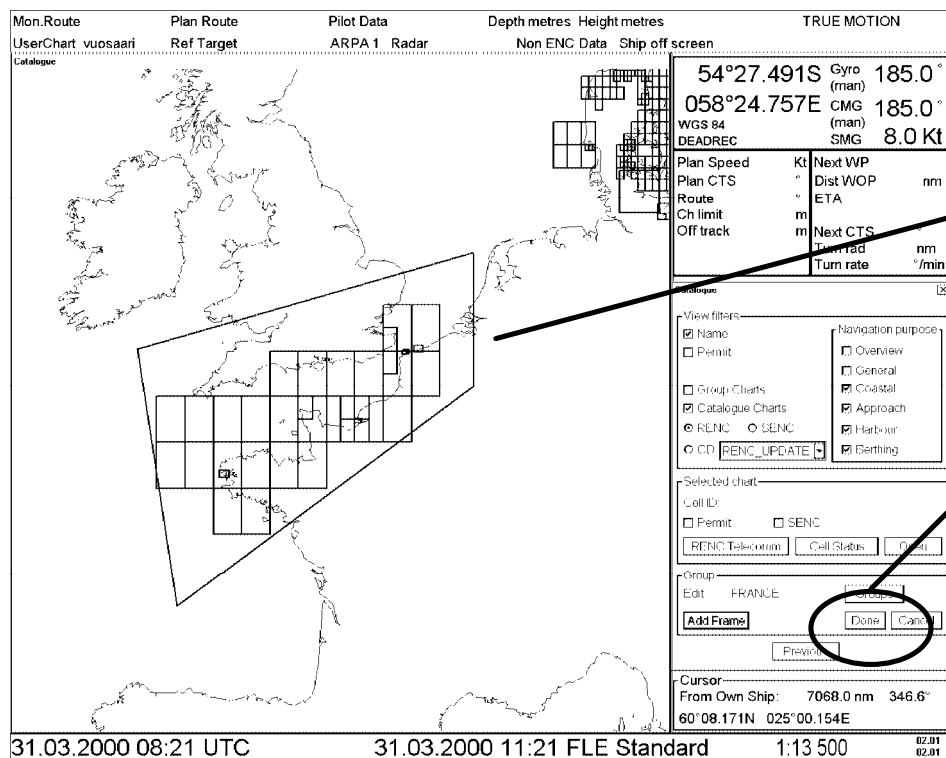 Mon.Route Plan Route Pilot Data Depth metres Height metres TRUE MOTION
UserChart vuosaari Ref Target ARPA 1 Radar Non ENC Data Ship off screen
Catalogue
54°27.491S Gyro (man) 185.0°
058°24.757E CMG (man) 185.0°
WGS 84
DEADREC SMG 8.0 Kt
Plan Speed Kt
Plan CTS °
Route °
Ch limit m
Off track m
Next WP
Dist WOP nm
ETA
Next CTS °
Turn rad nm
Turn rate °/min
Catalogue
View filters
Name
Permit
Group Charts
Catalogue Charts
RENC SENC
CD RENC_UPDATE
Navigation purpose
Overview
General
Coastal
Approach
Harbour
Berthing
Selected chart
Cell ID:
Permit SENC
RENC Telecomm Cell Status Open
Group
Edit FRANCE Groups
Add Frame Done Cancel
Previous
Cursor
From Own Ship: 7068.0 nm 346.6°
60°08.171N 025°00.154E
31.03.2000 08:21 UTC 31.03.2000 11:21 FLE Standard 1:13 500 02.01
02.01